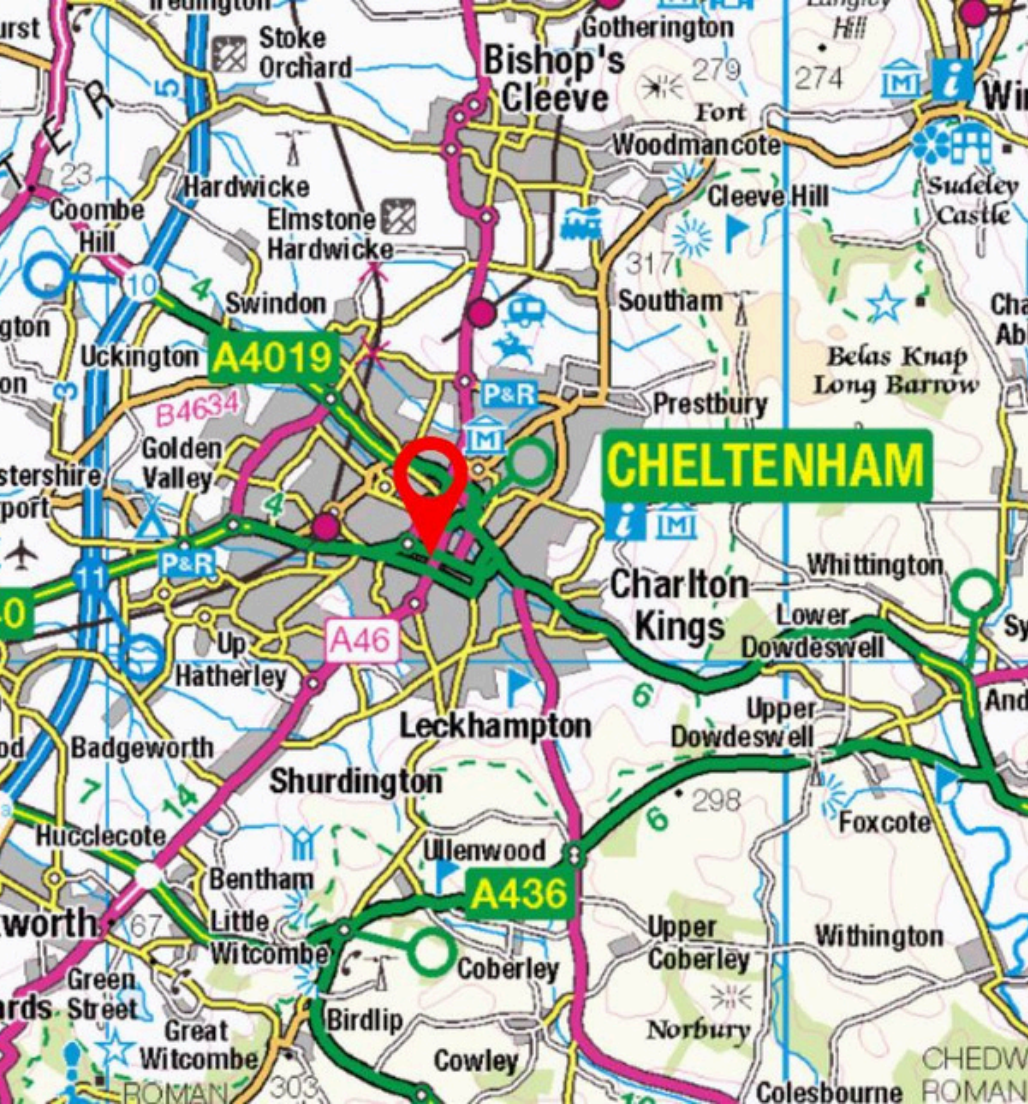 Stoke
Orchard
Gotherington
Hill
Bishop's
Cleeve
279
274
Fort
5
T E R
23
Woodmancote
Hardwicke
Cleeve Hill
Sudeley
Castle
Coombe
Hill
Elmstone
Hardwicke
317
10
4
Swindon
Southam
Uckington
A4019
Belas Knap
Long Barrow
3
B4634
P&R
Prestbury
Golden
Valley
M
CHELTENHAM
4
i
M
P&R
11
Whittington
Charlton
Kings
Lower
Dowdeswell
A46
Up
Hatherley
6
Upper
Dowdeswell
Leckhampton
Badgeworth
Shurdington
7
14
298
6
Foxcote
Hucclecote
Ullenwood
Bentham
A436
67
Little
Witcombe
Upper
Coberley
Withington
Green
Street
Coberley
Birdlip
Norbury
Great
Witcombe
Cowley
ROMAN
303
Colesbourne
ROMAN